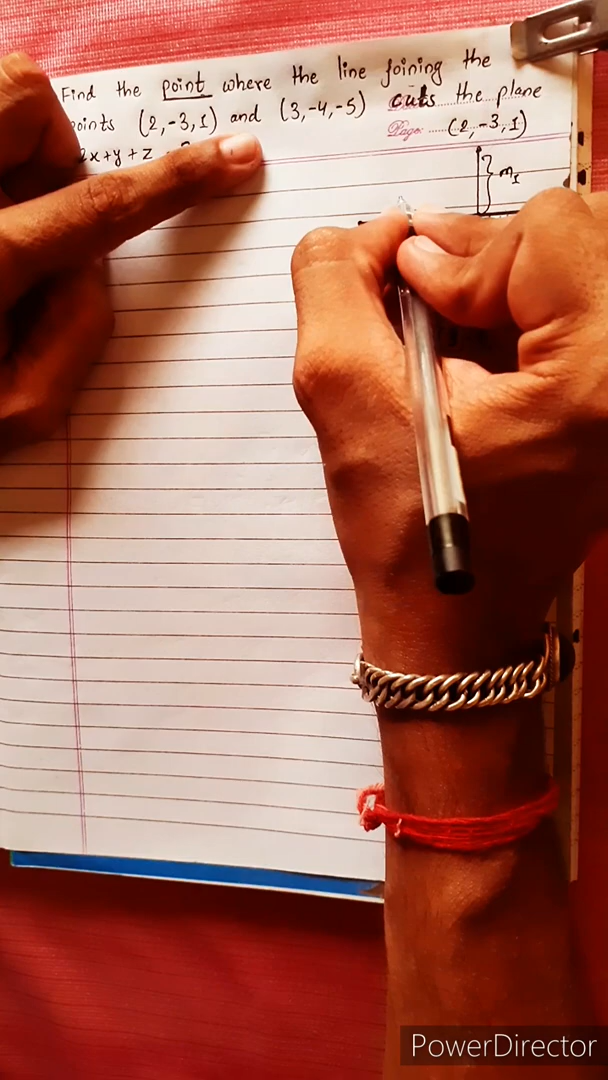 Find the point where the line joining the
points (2,-3,1) and (3,-4,-5) cuts the plane
2x+y+z
Page: (2,-3,1)
m₁
PowerDirector